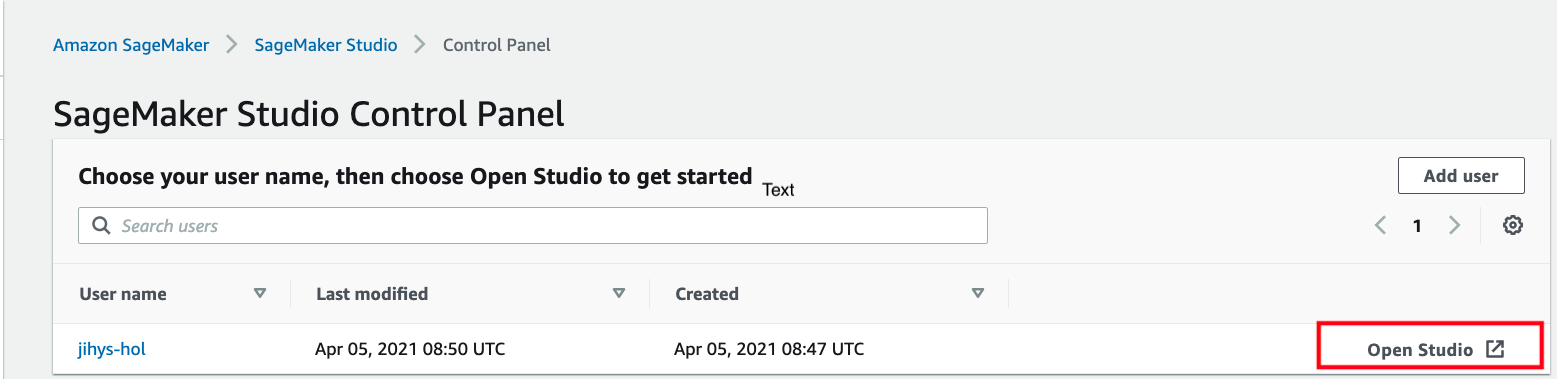 Amazon SageMaker > SageMaker Studio > Control Panel
SageMaker Studio Control Panel
Choose your user name, then choose Open Studio to get started
Text
Add user
Search users
1
User name Last modified Created
jihys-hol Apr 05, 2021 08:50 UTC Apr 05, 2021 08:47 UTC Open Studio